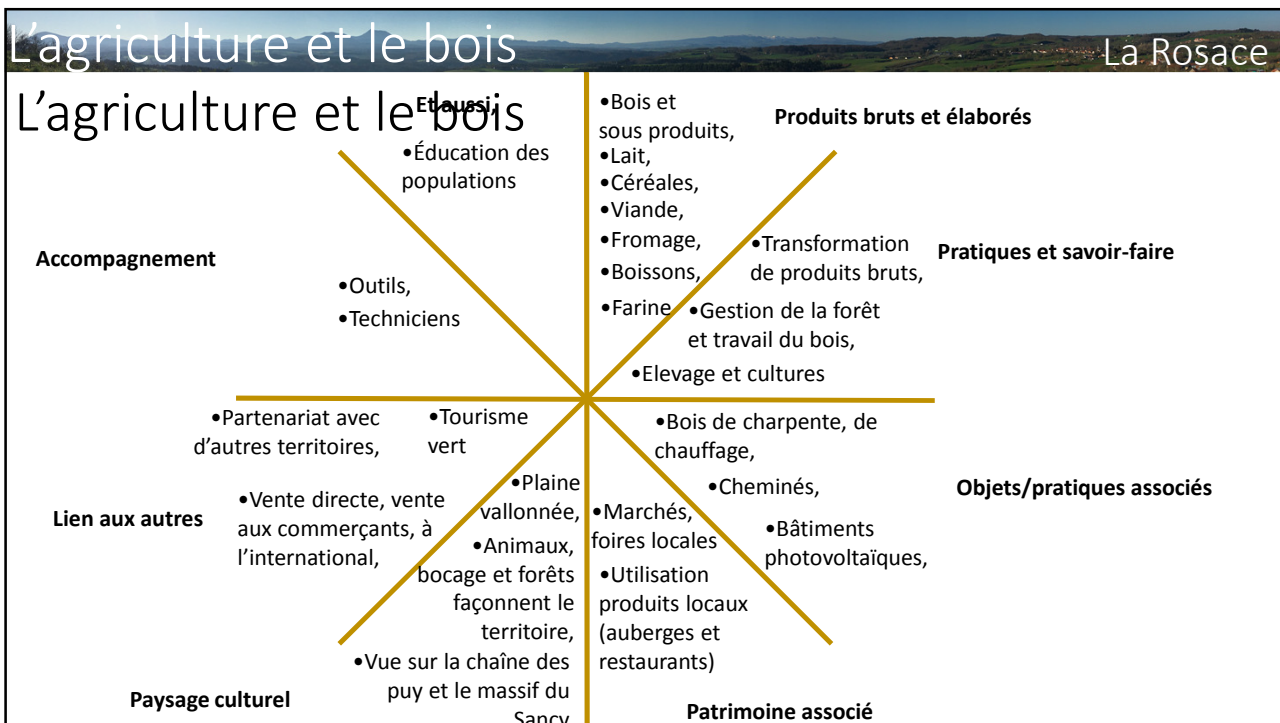 L'agriculture et le bois
La Rosace
L'agriculture et le bois
Et aussi,
•Éducation des
populations
•Bois et
sous produits,
•Lait,
•Céréales,
•Viande,
•Fromage,
•Boissons,
•Farine
Produits bruts et élaborés
•Transformation
de produits bruts,
•Gestion de la forêt
et travail du bois,
•Elevage et cultures
Pratiques et savoir-faire
Accompagnement
•Outils,
•Techniciens
•Partenariat avec
d'autres territoires,
•Tourisme
vert
•Vente directe, vente
aux commerçants, à
l'international,
Lien aux autres
•Bois de charpente, de
chauffage,
•Cheminés,
•Bâtiments
photovoltaïques,
Objets/pratiques associés
•Plaine
vallonnée,
•Animaux,
bocage et forêts
façonnent le
territoire,
•Vue sur la chaîne des
puy et le massif du
Sancy
Paysage culturel
•Marchés,
foires locales
•Utilisation
produits locaux
(auberges et
restaurants)
Patrimoine associé